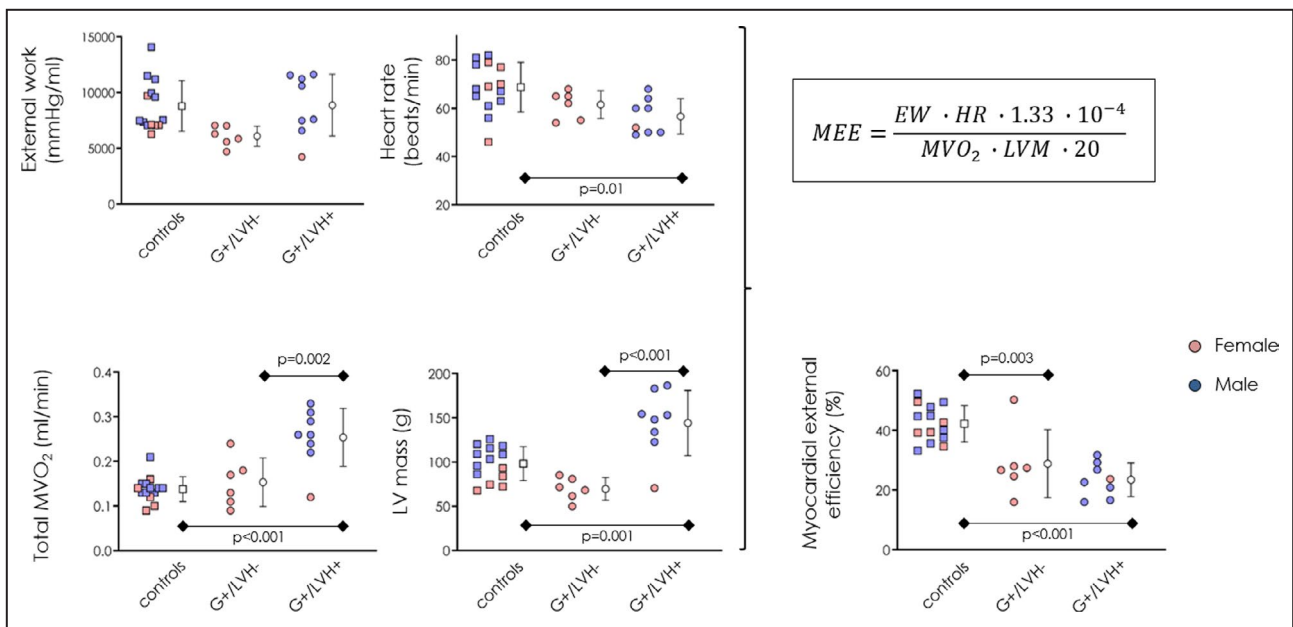 External work
(mmHg/ml)
15000
10000
5000
0
controls
G+/LVH-
G+/LVH+
Heart rate
(beats/min)
80
60
40
20
p=0.01
controls
G+/LVH-
G+/LVH+
MEE = EW · HR · 1.33 · 10⁻⁴ / MVO₂ · LVM · 20
Total MVO₂ (ml/min)
0.4
0.3
0.2
0.1
0.0
p=0.002
p<0.001
controls
G+/LVH-
G+/LVH+
LV mass (g)
200
150
100
50
0
p<0.001
p=0.001
controls
G+/LVH-
G+/LVH+
Myocardial external
efficiency (%)
60
40
20
0
p=0.003
p<0.001
controls
G+/LVH-
G+/LVH+
Female
Male